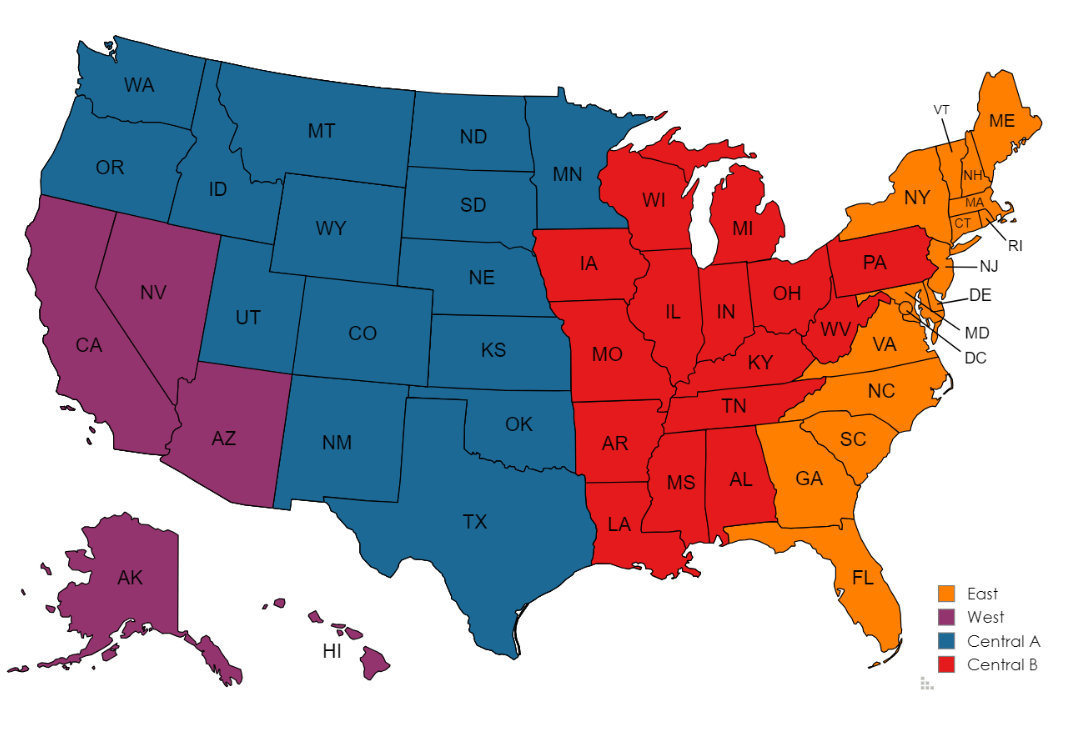 WA
MT
ND
MN
OR
ID
SD
WY
WI
MI
VT
ME
NH
NY
MA
CT
RI
NV
UT
CO
NE
IA
KS
CA
IL
IN
OH
PA
NJ
DE
MD
DC
MO
WV
VA
KY
NC
TN
AZ
NM
OK
AR
SC
MS
AL
GA
TX
LA
FL
AK
HI
East
West
Central A
Central B